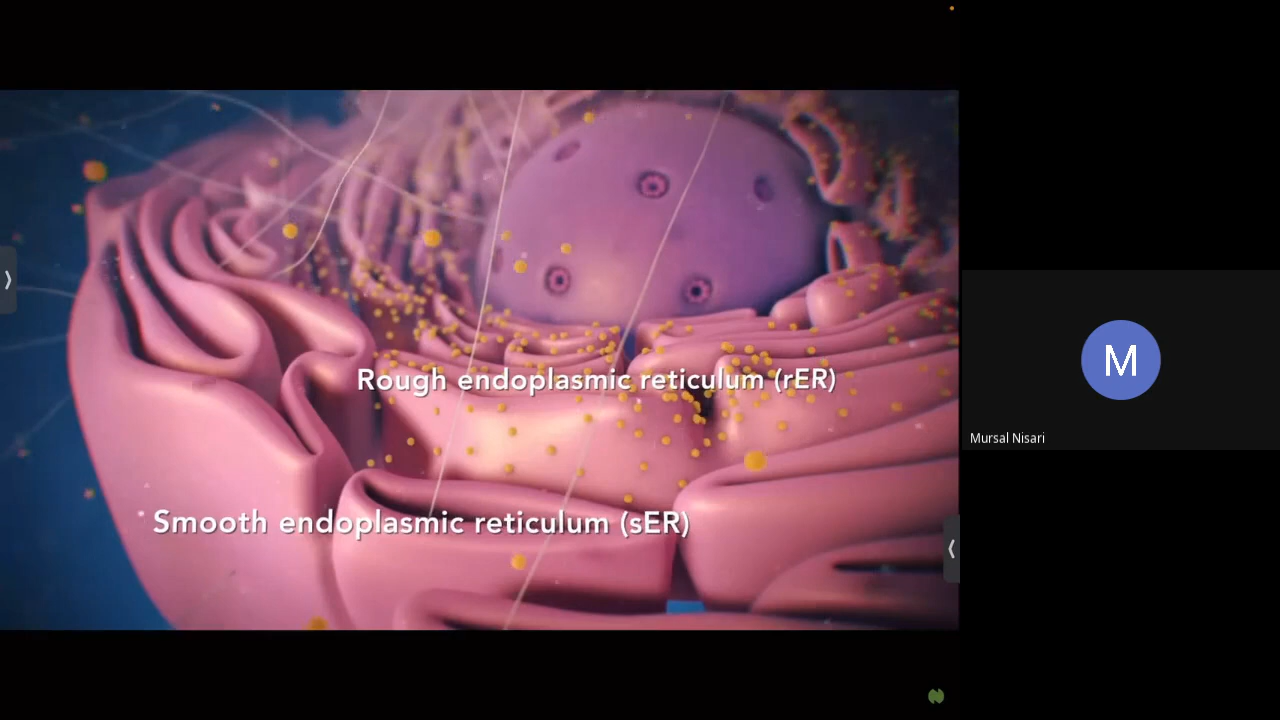 Rough endoplasmic reticulum (rER)
Smooth endoplasmic reticulum (sER)
M
Mursal Nisari